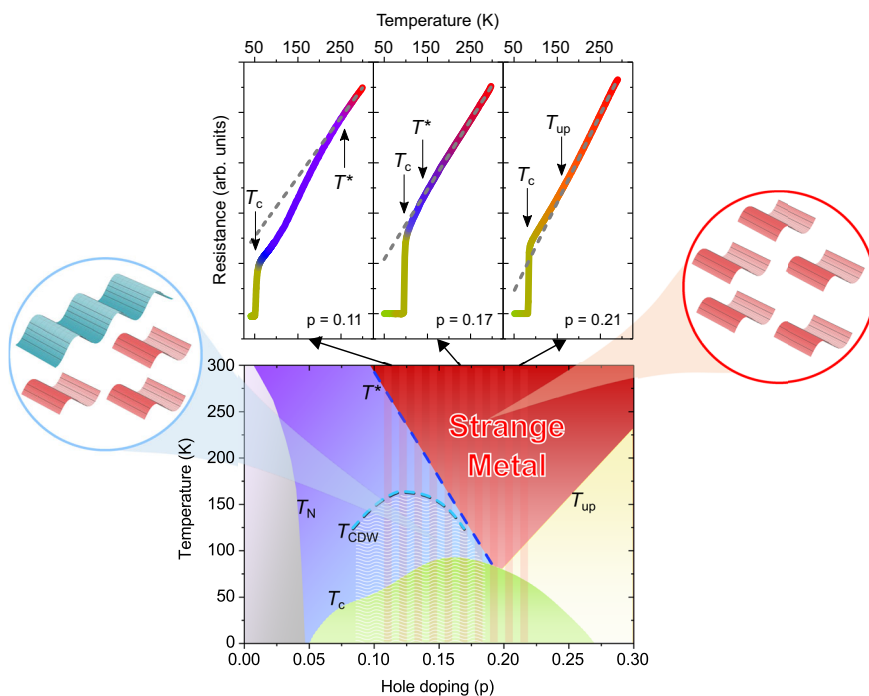 Temperature (K)
50 150 250 50 150 250 50 150 250
Resistance (arb. units)
Tc
T*
p = 0.11
Tc
T*
p = 0.17
Tc
Tup
p = 0.21
Temperature (K)
300
250
200
150
100
50
0
T*
Strange
Metal
TN
TCDW
Tup
Tc
0.00 0.05 0.10 0.15 0.20 0.25 0.30
Hole doping (p)